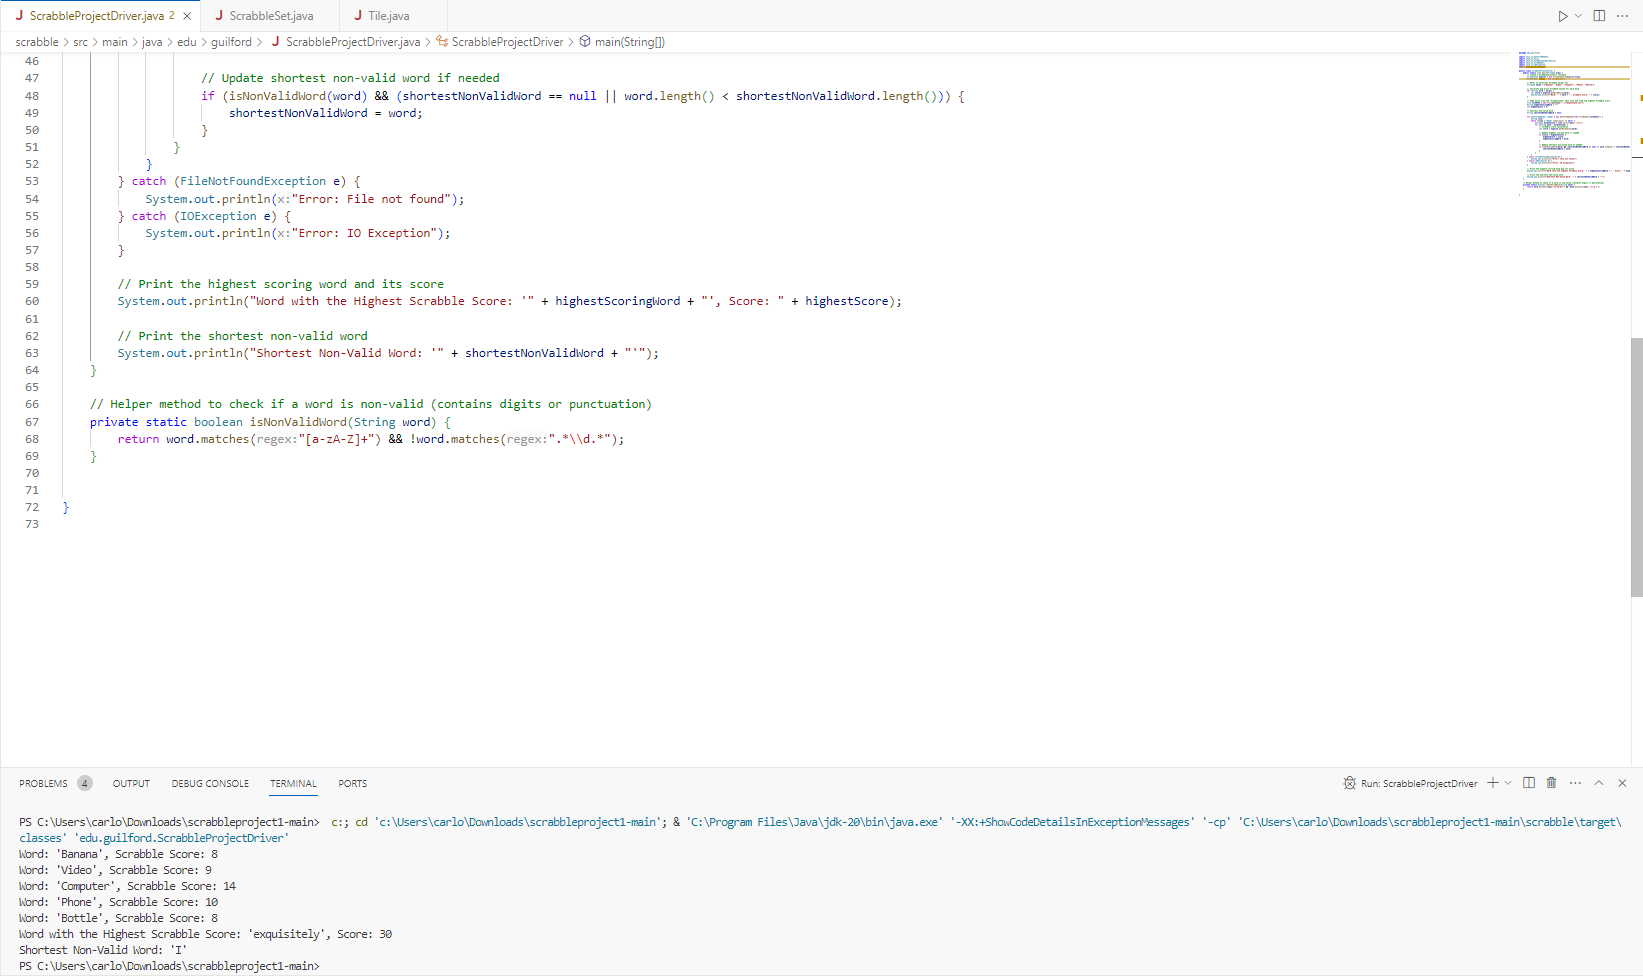 ScrabbleProjectDriver.java 2 ScrabbleSet.java Tile.java
scrabble > src > main > java > edu > guilford > ScrabbleProjectDriver.java > ScrabbleProjectDriver > main(String[])
46
47 // Update shortest non-valid word if needed
48 if (isNonValidWord(word) && (shortestNonValidWord == null || word.length() < shortestNonValidWord.length())) {
49 shortestNonValidWord = word;
50 }
51 }
52 }
53 } catch (FileNotFoundException e) {
54 System.out.println(x:"Error: File not found");
55 } catch (IOException e) {
56 System.out.println(x:"Error: IO Exception");
57 }
58
59 // Print the highest scoring word and its score
60 System.out.println("Word with the Highest Scrabble Score: '" + highestScoringWord + "', Score: " + highestScore);
61
62 // Print the shortest non-valid word
63 System.out.println("Shortest Non-Valid Word: '" + shortestNonValidWord + "'");
64 }
65
66 // Helper method to check if a word is non-valid (contains digits or punctuation)
67 private static boolean isNonValidWord(String word) {
68 return word.matches(regex:"[a-zA-Z]+") && !word.matches(regex:".*\\d.*");
69 }
70
71
72 }
73
PROBLEMS 4 OUTPUT DEBUG CONSOLE TERMINAL PORTS Run: ScrabbleProjectDriver
PS C:\Users\carlo\Downloads\scrabbleproject1-main> c:; cd 'c:\Users\carlo\Downloads\scrabbleproject1-main'; & 'C:\Program Files\Java\jdk-20\bin\java.exe' '-XX:+ShowCodeDetailsInExceptionMessages' '-cp' 'C:\Users\carlo\Downloads\scrabbleproject1-main\scrabble\target\
classes' 'edu.guilford.ScrabbleProjectDriver'
Word: 'Banana', Scrabble Score: 8
Word: 'Video', Scrabble Score: 9
Word: 'Computer', Scrabble Score: 14
Word: 'Phone', Scrabble Score: 10
Word: 'Bottle', Scrabble Score: 8
Word with the Highest Scrabble Score: 'exquisitely', Score: 30
Shortest Non-Valid Word: 'I'
PS C:\Users\carlo\Downloads\scrabbleproject1-main>